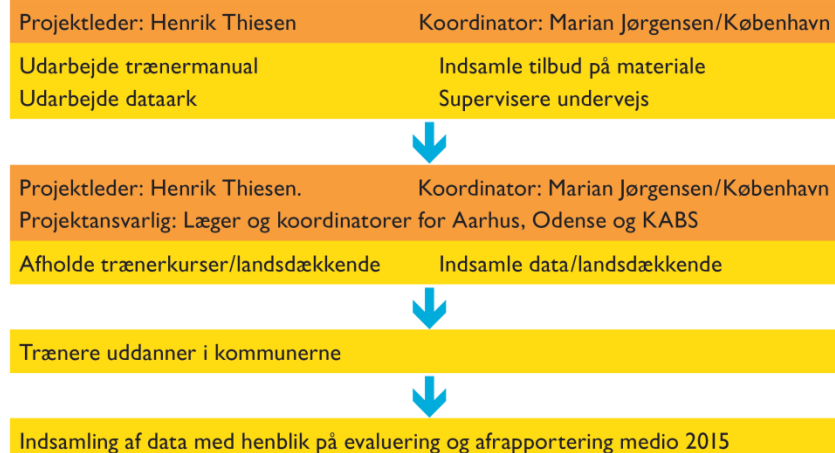 Projektleder: Henrik Thiesen Koordinator: Marian Jørgensen/København
Udarbejde trænermanual Indsamle tilbud på materiale
Udarbejde dataark Supervisere undervejs
Projektleder: Henrik Thiesen. Koordinator: Marian Jørgensen/København
Projektansvarlig: Læger og koordinatorer for Aarhus, Odense og KABS
Afholde trænerkurser/landsdækkende Indsamle data/landsdækkende
Trænere uddanner i kommunerne
Indsamling af data med henblik på evaluering og afrapportering medio 2015